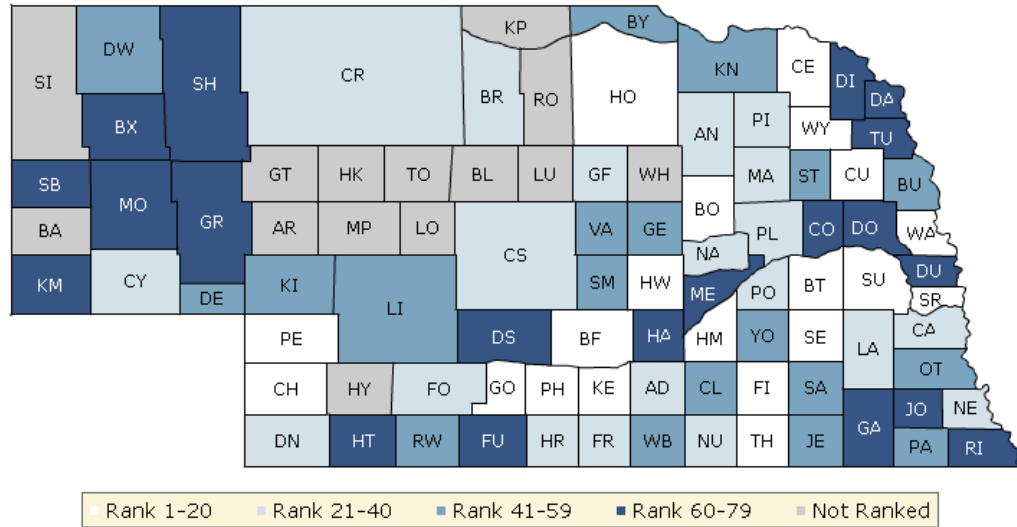 KP BY
DW CE
SI SH CR KN DI
BR RO HO DA
BX AN PI WY TU
GT HK TO BL LU GF WH MA ST CU BU
SB MO GR BO
BA AR MP LO CS VA GE PL CO DO WA
NA
KM CY DE KI SM HW ME PO BT SU DU
LI SR
PE DS BF HA HM YO SE LA CA
OT
CH HY FO GO PH KE AD CL FI SA
JO NE
DN HT RW FU HR FR WB NU TH JE GA PA RI
Rank 1-20 Rank 21-40 Rank 41-59 Rank 60-79 Not Ranked